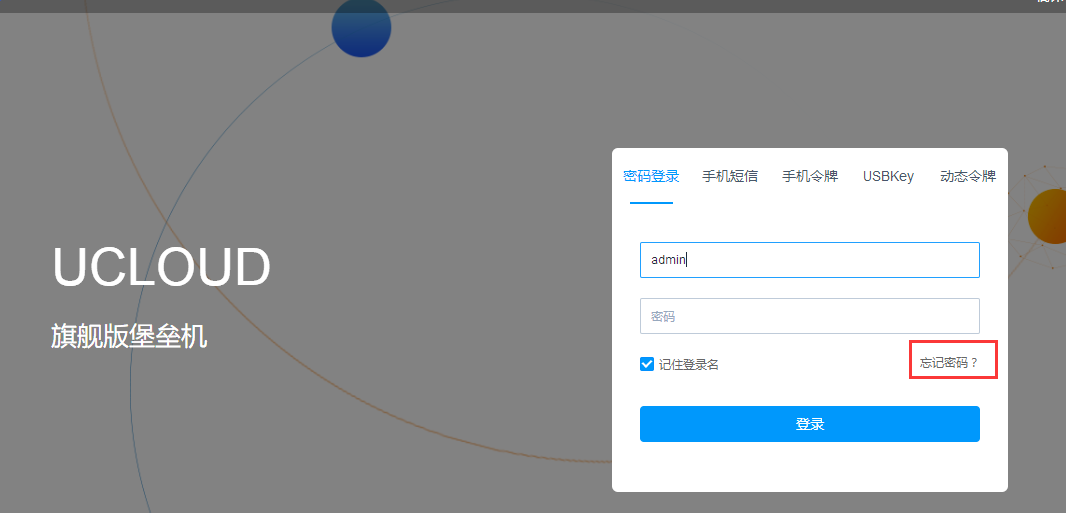 密码登录 手机短信 手机令牌 USBKey 动态令牌
UCLOUD
旗舰版堡垒机
admin
密码
记住登录名 忘记密码？
登录